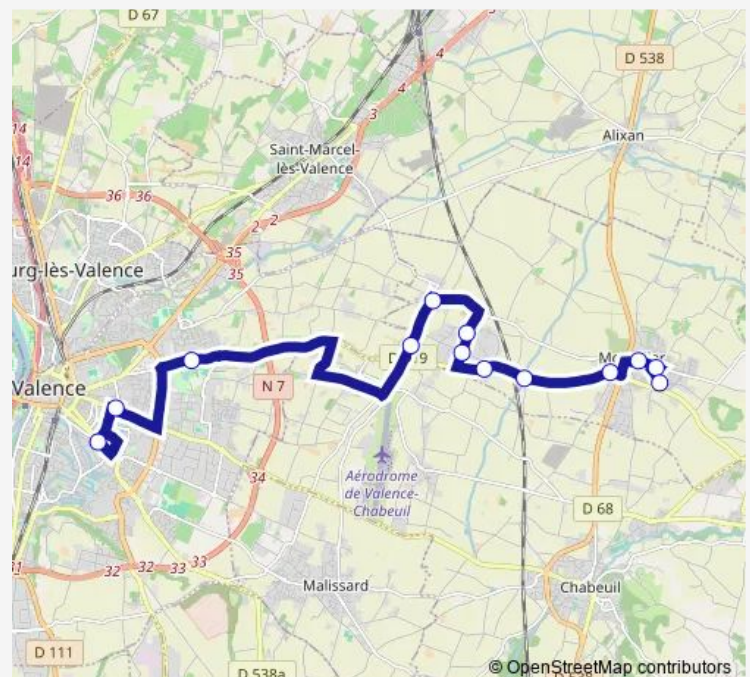 D 67
D 538
14
14
4
4
3
Alixan
Saint-Marcel-
lès-Valence
36 36
2 2
35
35
urg-lès-Valence
Valence
N 7
34
Aérodrome
de Valence-
Chabeuil
D 68
31
32 32 33 33
Malissard
Chabeuil
D 111
D 538a
© OpenStreetMap contributors